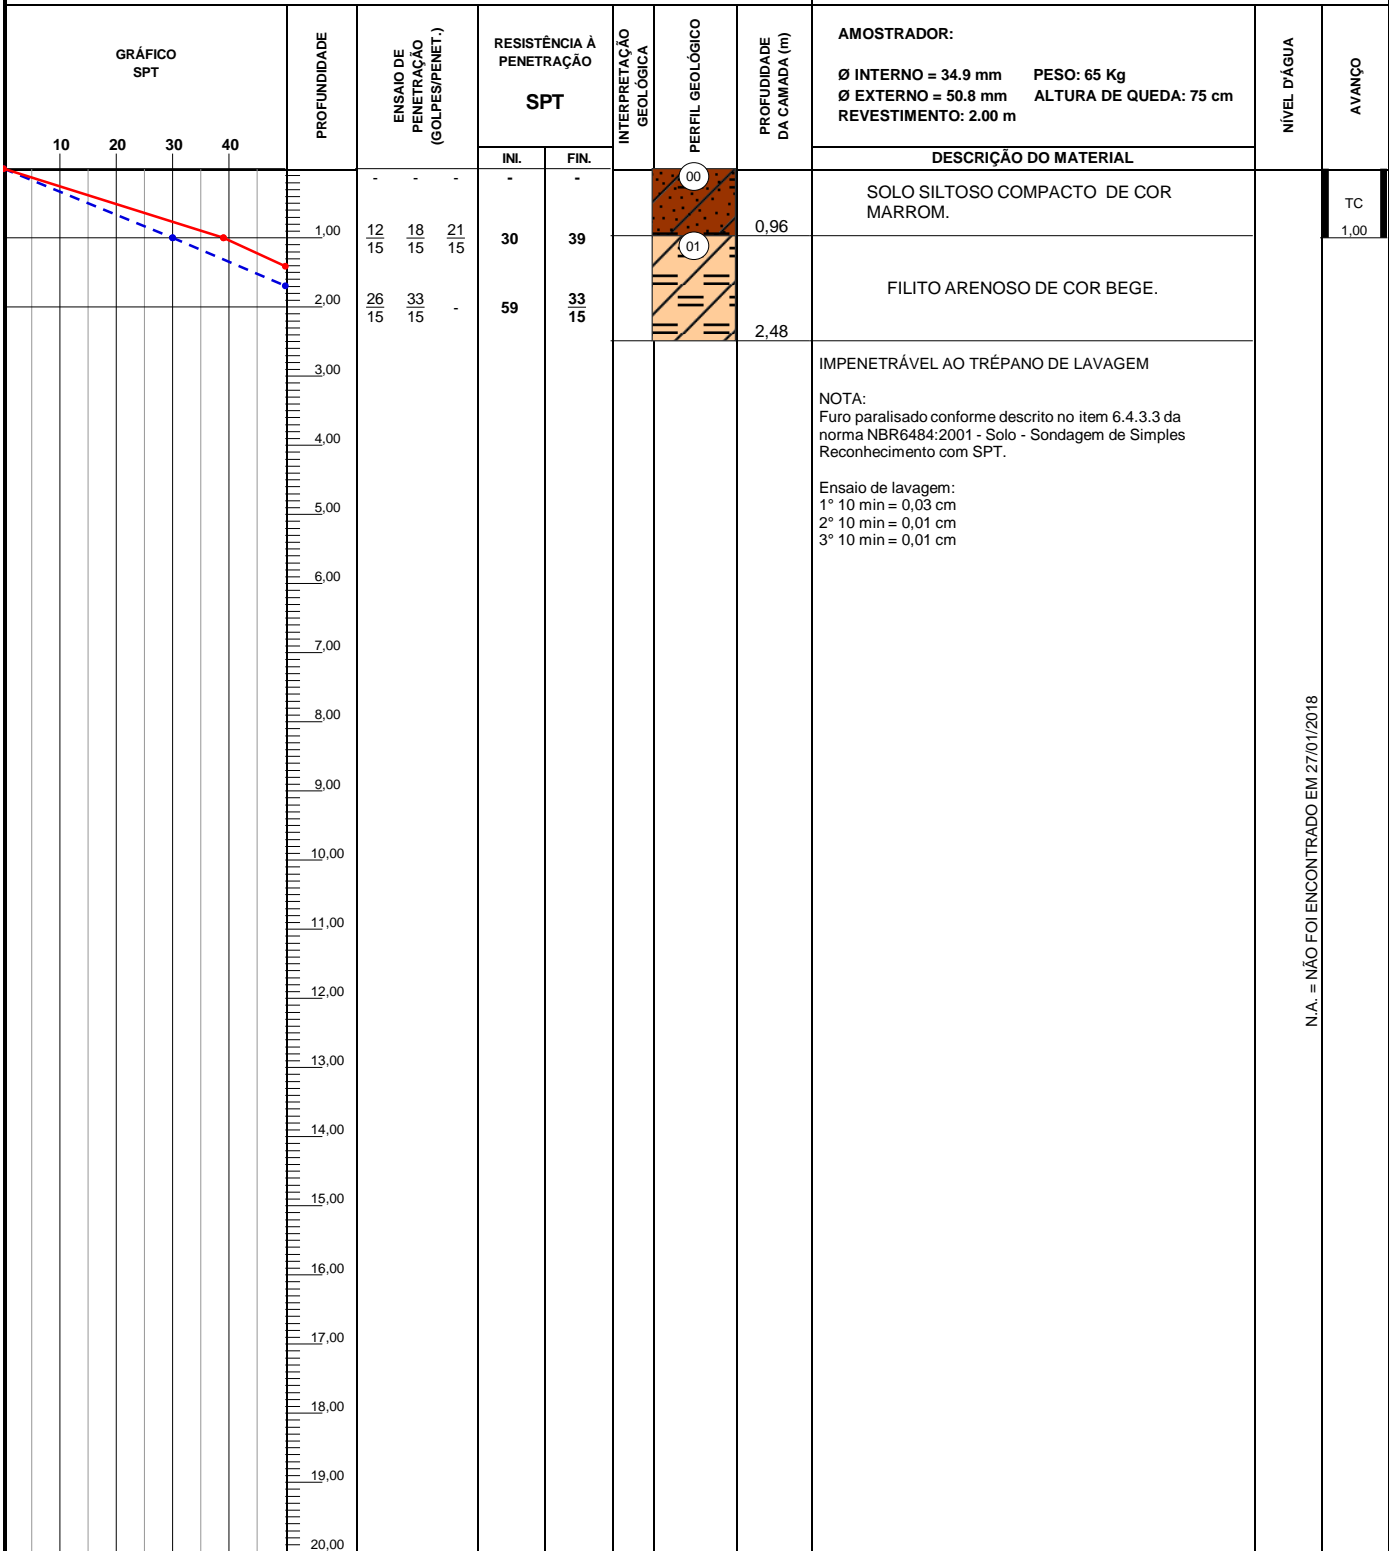 GRÁFICO
SPT
10 20 30 40
PROFUNDIDADE
ENSAIO DE
PENETRAÇÃO
(GOLPES/PENET.)
RESISTÊNCIA À
PENETRAÇÃO
SPT
INI. FIN.
INTERPRETAÇÃO
GEOLÓGICA
PERFIL GEOLÓGICO
PROFUDIDADE
DA CAMADA (m)
AMOSTRADOR:
Ø INTERNO = 34.9 mm PESO: 65 Kg
Ø EXTERNO = 50.8 mm ALTURA DE QUEDA: 75 cm
REVESTIMENTO: 2.00 m
DESCRIÇÃO DO MATERIAL
NÍVEL D'ÁGUA
AVANÇO
- - - - -
00
SOLO SILTOSO COMPACTO DE COR
MARROM.
TC
1,00
1,00
12 18 21
15 15 15
30 39
0,96
01
FILITO ARENOSO DE COR BEGE.
2,00
26 33 -
15 15
59 33
15
2,48
IMPENETRÁVEL AO TRÉPANO DE LAVAGEM
NOTA:
Furo paralisado conforme descrito no item 6.4.3.3 da
norma NBR6484:2001 - Solo - Sondagem de Simples
Reconhecimento com SPT.
Ensaio de lavagem:
1° 10 min = 0,03 cm
2° 10 min = 0,01 cm
3° 10 min = 0,01 cm
3,00
4,00
5,00
6,00
7,00
8,00
9,00
10,00
11,00
12,00
13,00
14,00
15,00
16,00
17,00
18,00
19,00
20,00
N.A. = NÃO FOI ENCONTRADO EM 27/01/2018